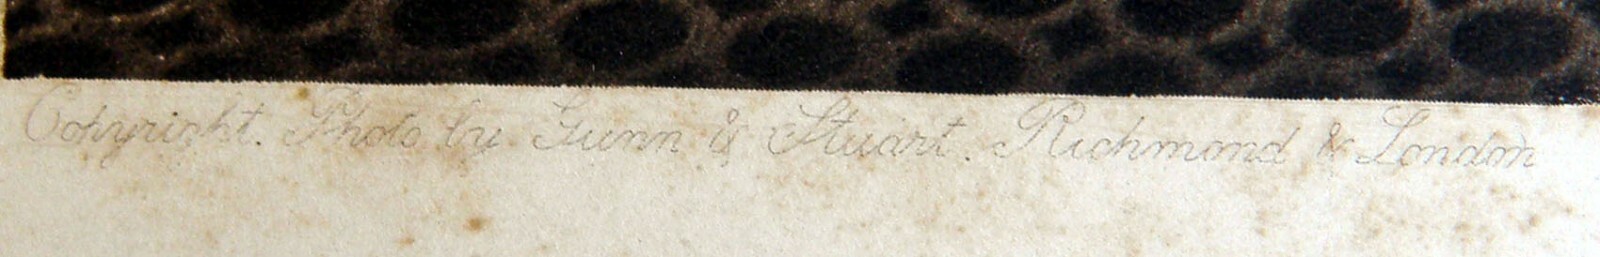 Copyright. Photo by Gunn & Stuart. Richmond & London